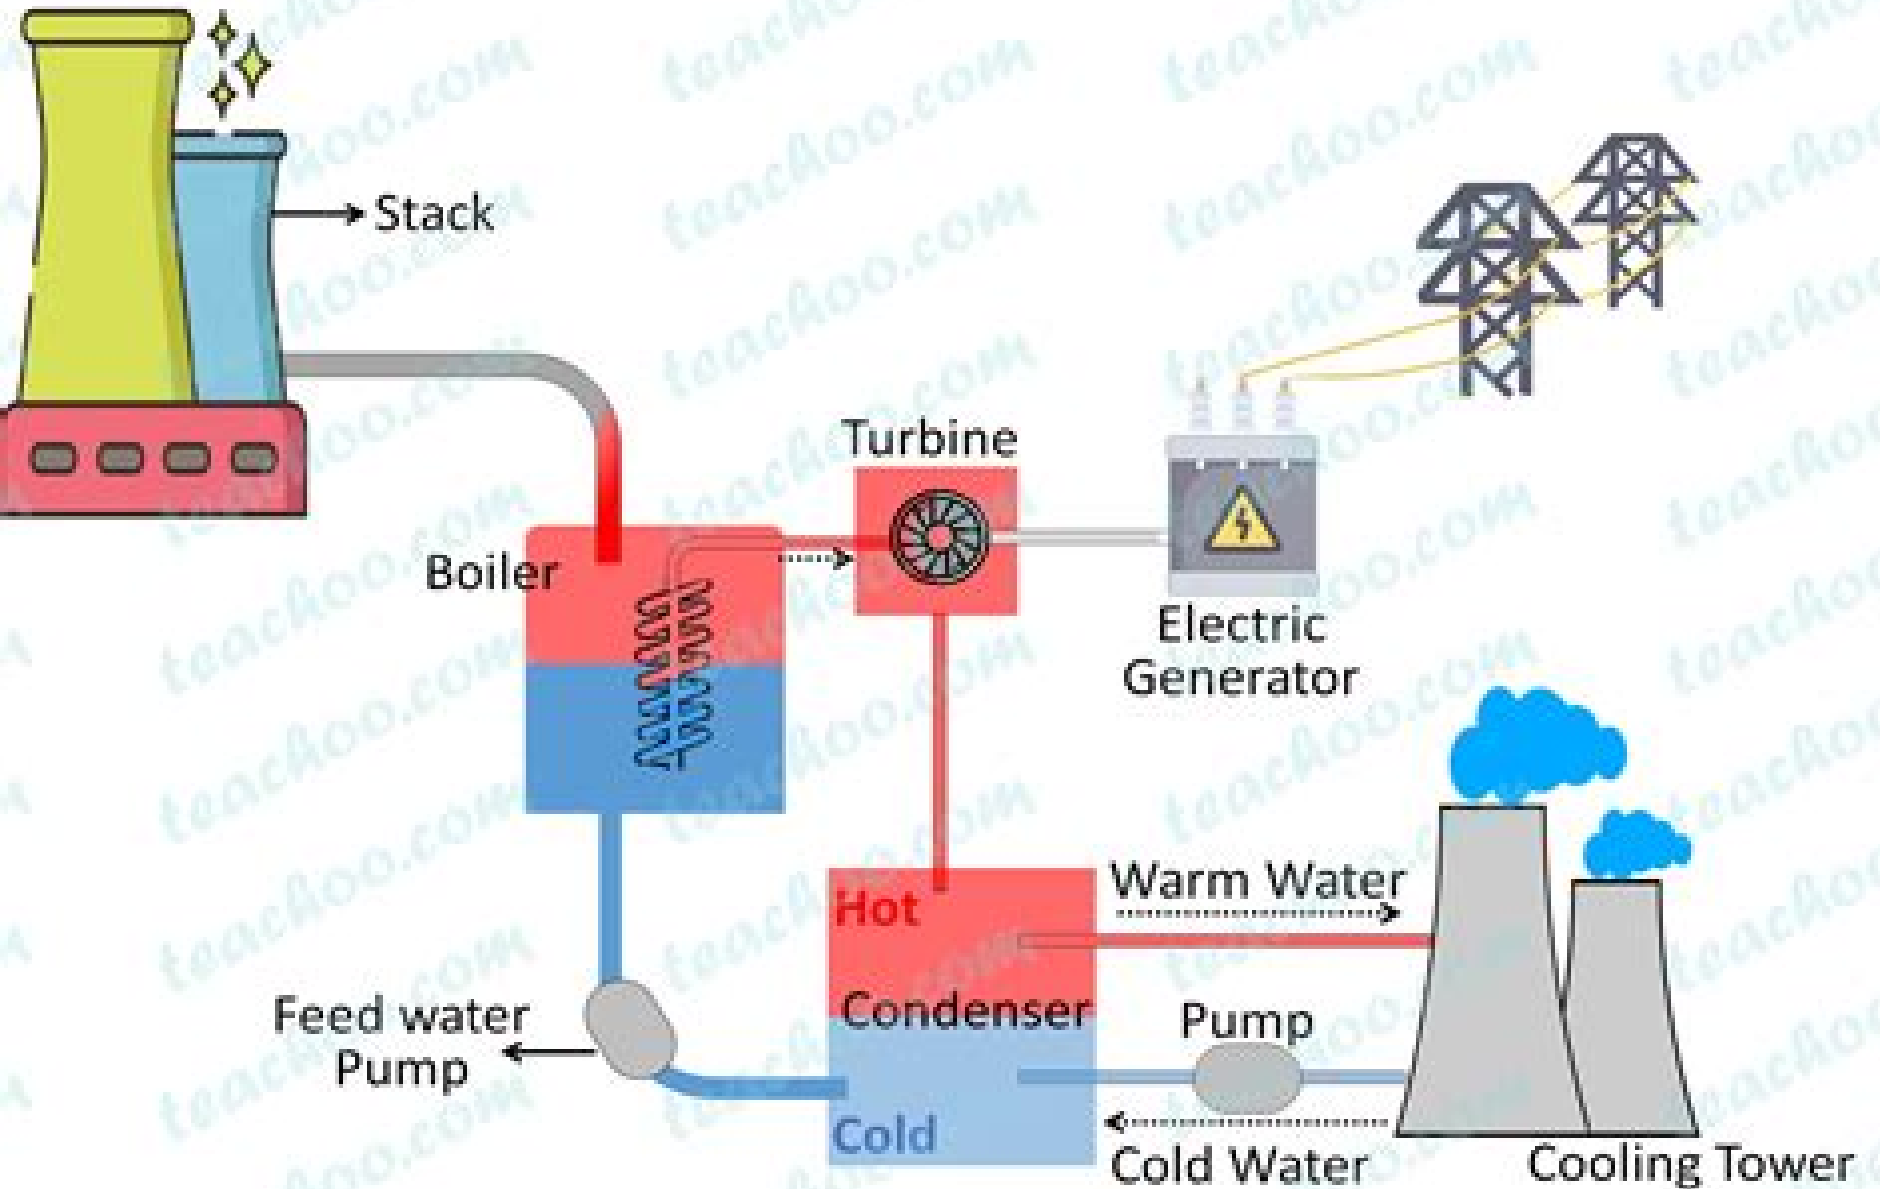 Stack
Turbine
Boiler
Electric
Generator
Hot
Warm Water
Feed water
Pump
Condenser
Pump
Cold
Cold Water
Cooling Tower
teachoo.com